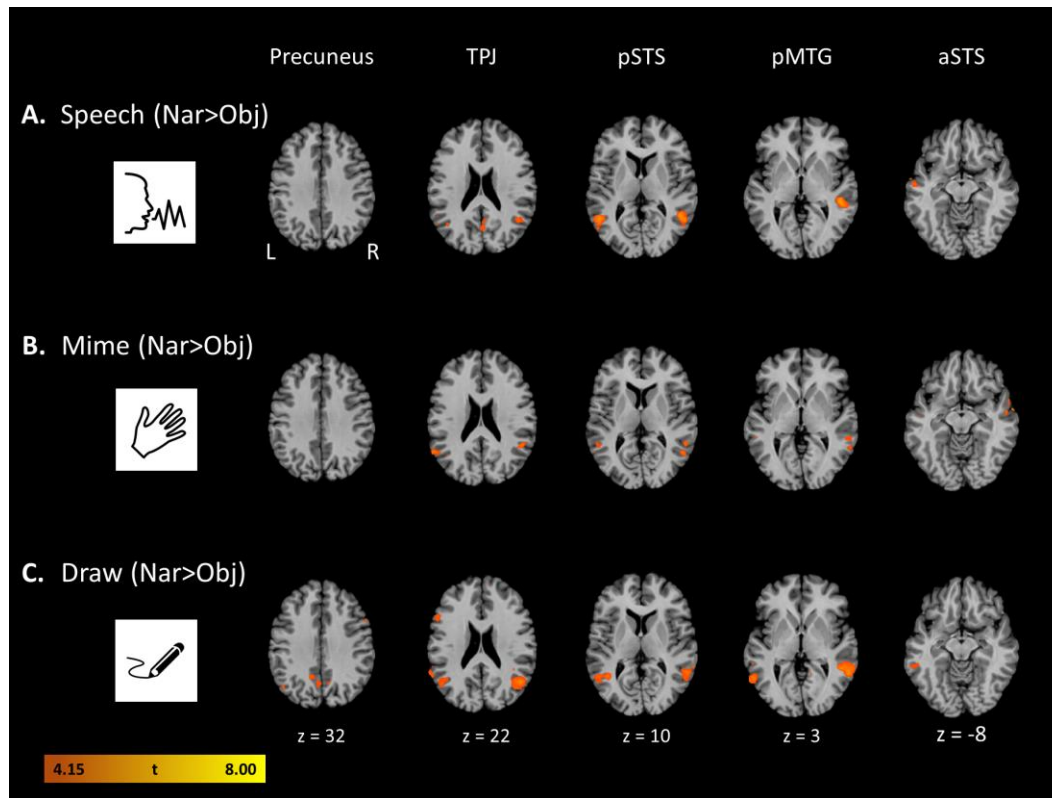 Precuneus TPJ pSTS pMTG aSTS
A. Speech (Nar>Obj)
L R
B. Mime (Nar>Obj)
C. Draw (Nar>Obj)
z = 32 z = 22 z = 10 z = 3 z = -8
4.15 t 8.00